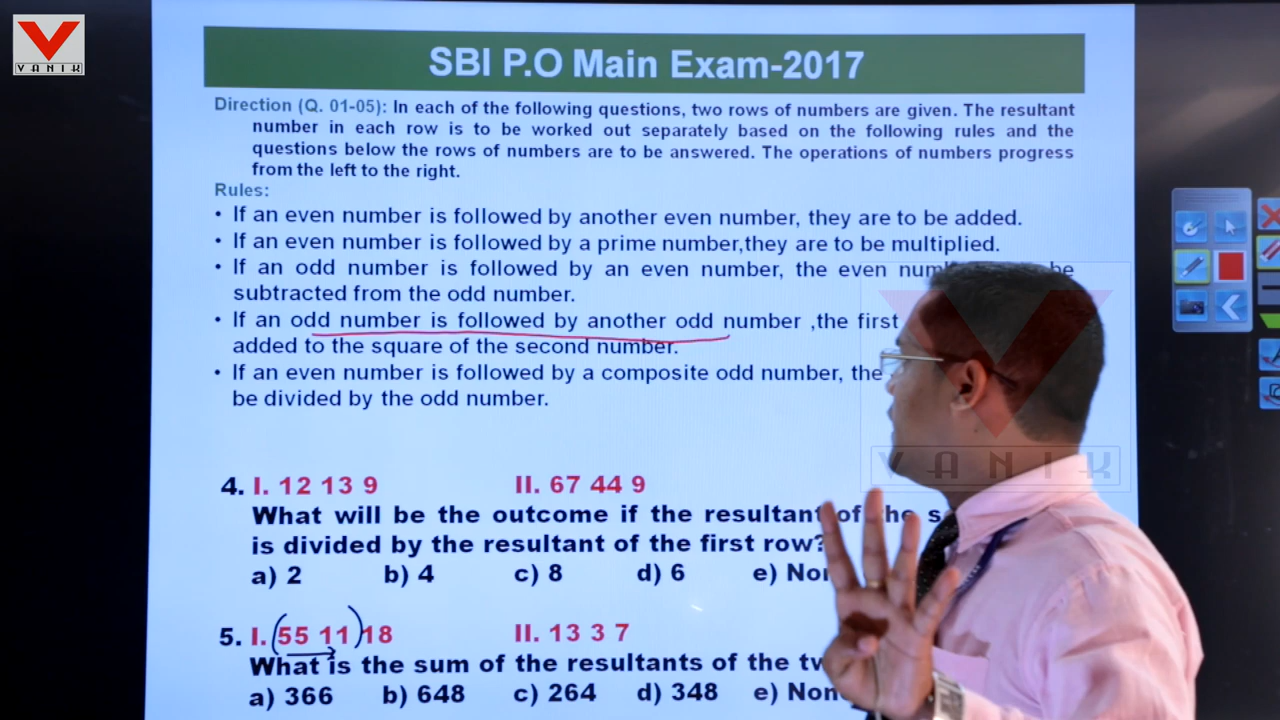 VANIK
SBI P.O Main Exam-2017
Direction (Q. 01-05): In each of the following questions, two rows of numbers are given. The resultant
number in each row is to be worked out separately based on the following rules and the
questions below the rows of numbers are to be answered. The operations of numbers progress
from the left to the right.
Rules:
• If an even number is followed by another even number, they are to be added.
• If an even number is followed by a prime number,they are to be multiplied.
• If an odd number is followed by an even number, the even
subtracted from the odd number.
• If an odd number is followed by another odd number ,the first
added to the square of the second number.
• If an even number is followed by a composite odd number, the
be divided by the odd number.
VANIK
4. I. 12 13 9 II. 67 44 9
What will be the outcome if the resultant of the
is divided by the resultant of the first row?
a) 2 b) 4 c) 8 d) 6 e)
5. I. (55 11) 18 II. 13 3 7
What is the sum of the resultants of the
a) 366 b) 648 c) 264 d) 348 e)